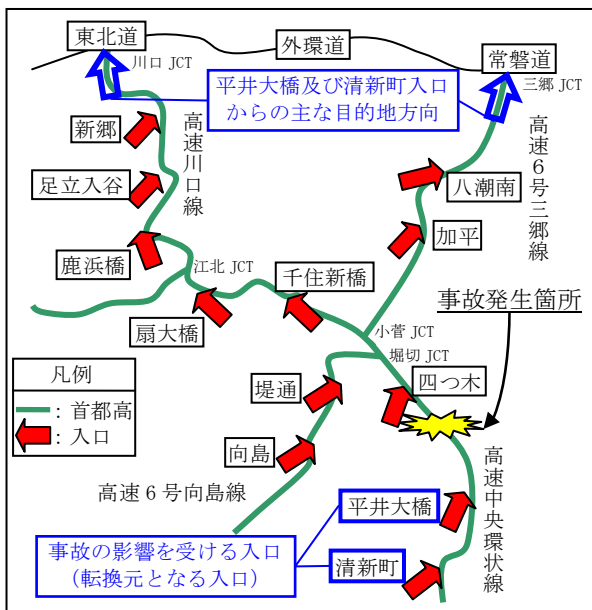 東北道
外環道
常磐道
川口 JCT
三郷 JCT
平井大橋及び清新町入口
からの主な目的地方向
新郷
高速川口線
高速6号三郷線
足立入谷
八潮南
加平
鹿浜橋
江北 JCT
千住新橋
事故発生箇所
扇大橋
小菅 JCT
堀切 JCT
凡例
：首都高
：入口
堤通
四つ木
向島
高速6号向島線
高速中央環状線
平井大橋
事故の影響を受ける入口
（転換元となる入口）
清新町